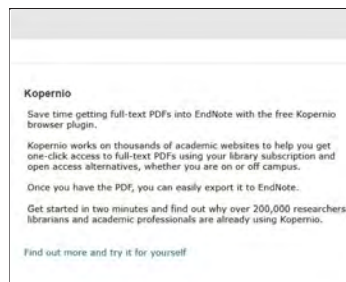 Kopernio
Save time getting full-text PDFs into EndNote with the free Kopernio
browser plugin.
Kopernio works on thousands of academic websites to help you get
one-click access to full-text PDFs using your library subscription and
open access alternatives, whether you are on or off campus.
Once you have the PDF, you can easily export it to EndNote.
Get started in two minutes and find out why over 200,000 researchers
librarians and academic professionals are already using Kopernio.
Find out more and try it for yourself